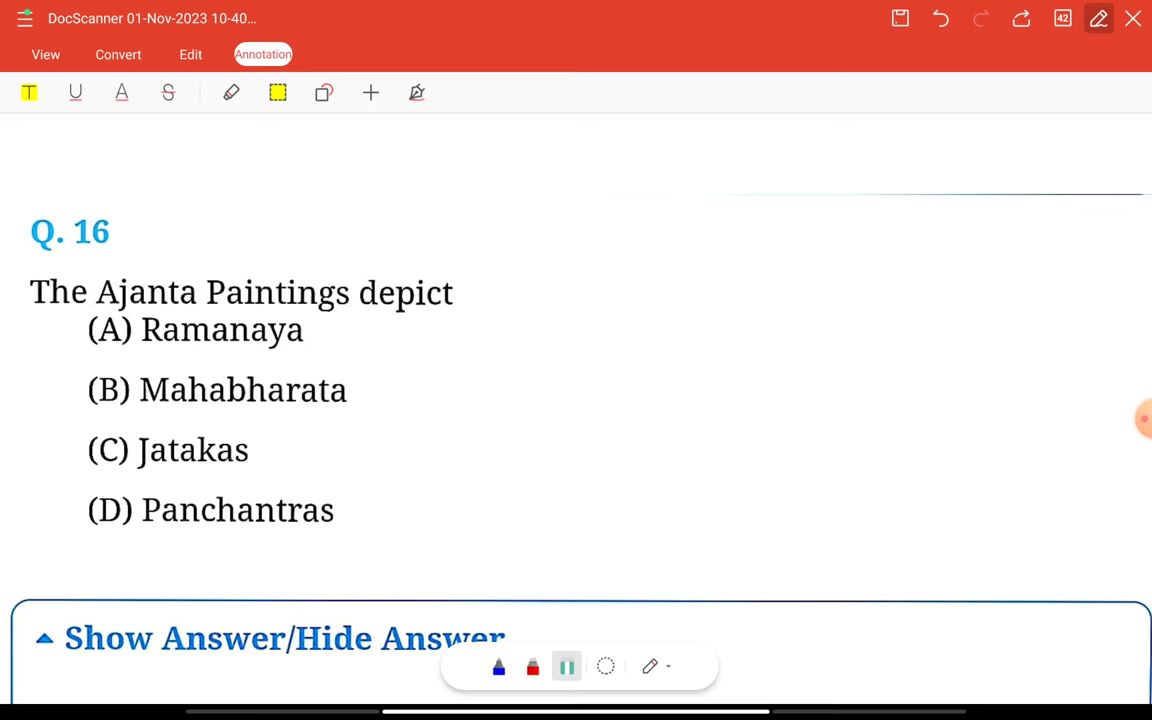 DocScanner 01-Nov-2023 10-40...
42
View Convert Edit Annotation
T U A S
Q. 16
The Ajanta Paintings depict
(A) Ramanaya
(B) Mahabharata
(C) Jatakas
(D) Panchantras
Show Answer/Hide Answer